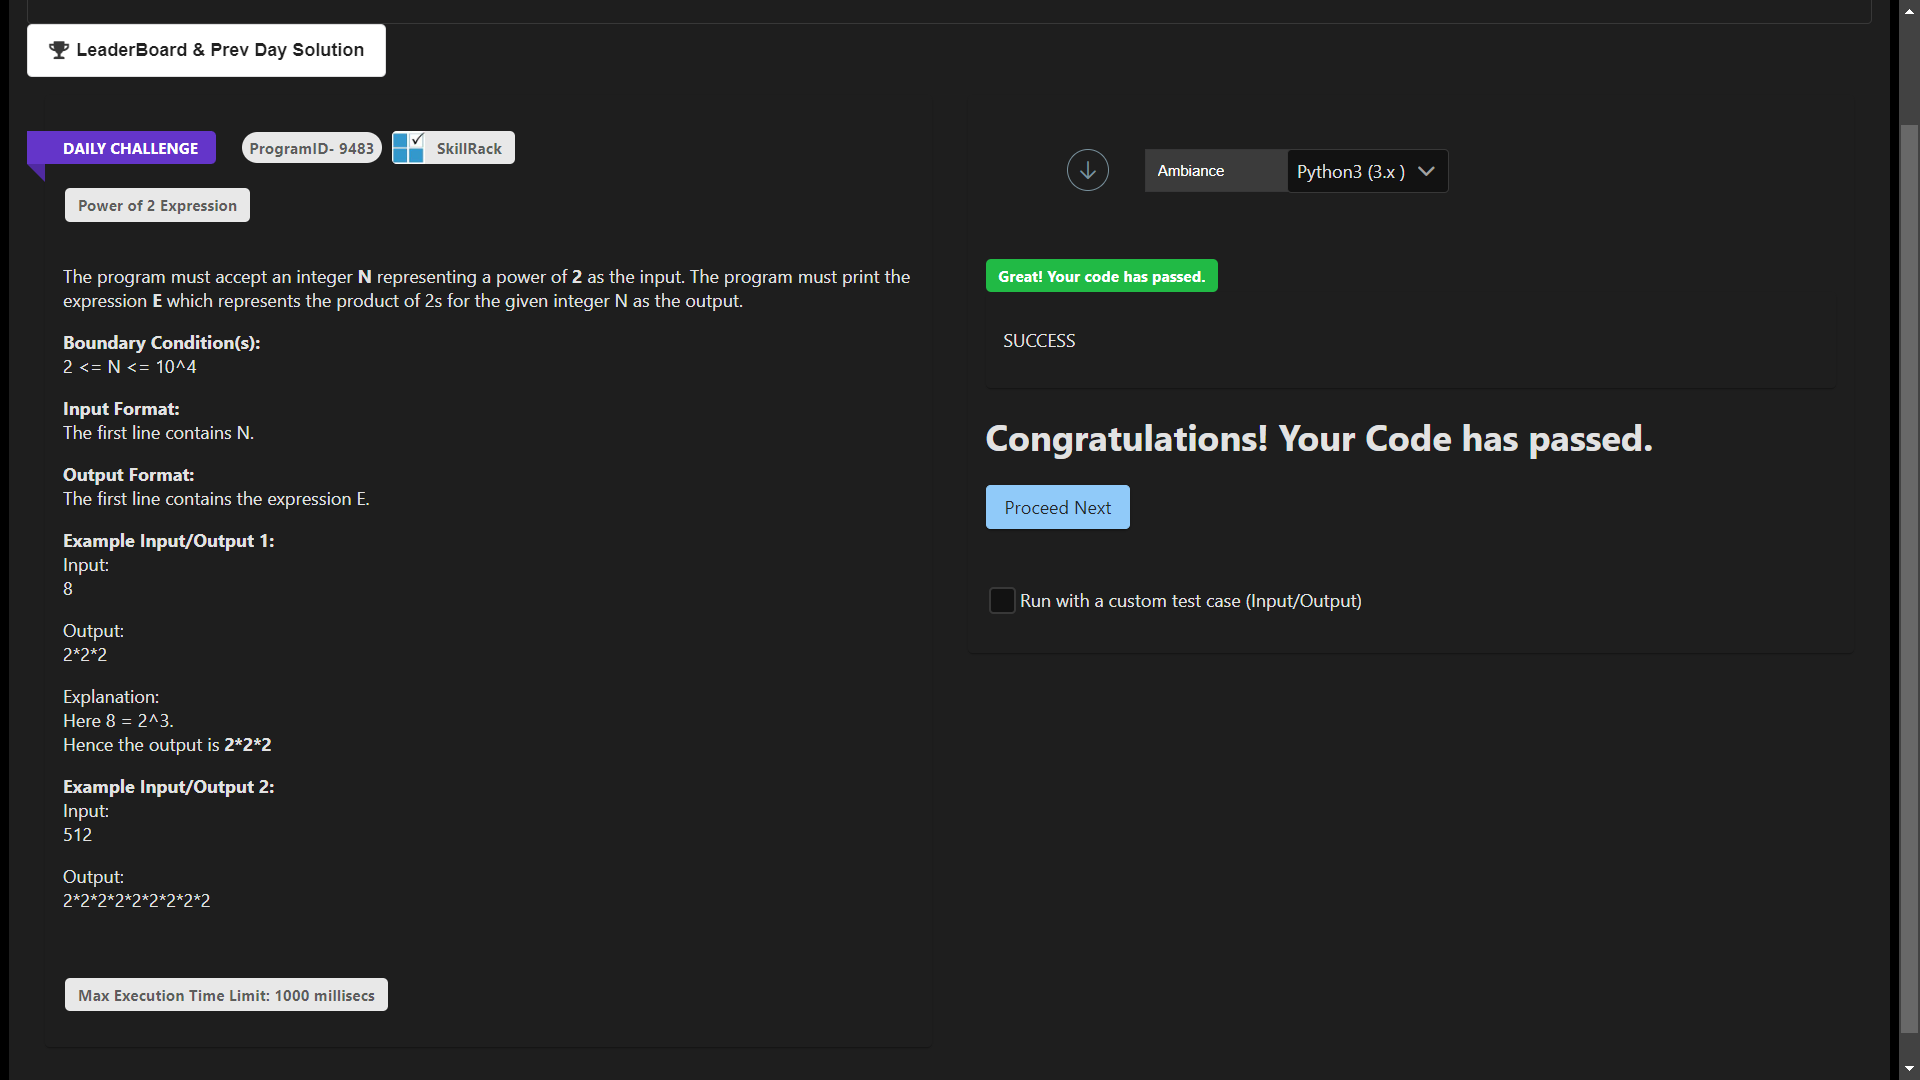 LeaderBoard & Prev Day Solution
DAILY CHALLENGE
ProgramID- 9483
SkillRack
Power of 2 Expression
The program must accept an integer N representing a power of 2 as the input. The program must print the
expression E which represents the product of 2s for the given integer N as the output.
Boundary Condition(s):
2 <= N <= 10^4
Input Format:
The first line contains N.
Output Format:
The first line contains the expression E.
Example Input/Output 1:
Input:
8
Output:
2*2*2
Explanation:
Here 8 = 2^3.
Hence the output is 2*2*2
Example Input/Output 2:
Input:
512
Output:
2*2*2*2*2*2*2*2*2
Max Execution Time Limit: 1000 millisecs
Ambiance
Python3 (3.x )
Great! Your code has passed.
SUCCESS
Congratulations! Your Code has passed.
Proceed Next
Run with a custom test case (Input/Output)